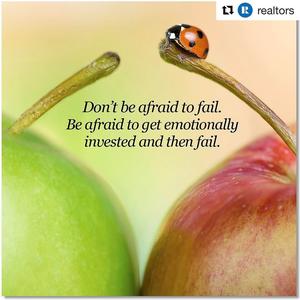 realtors
Don't be afraid to fail.
Be afraid to get emotionally
invested and then fail.